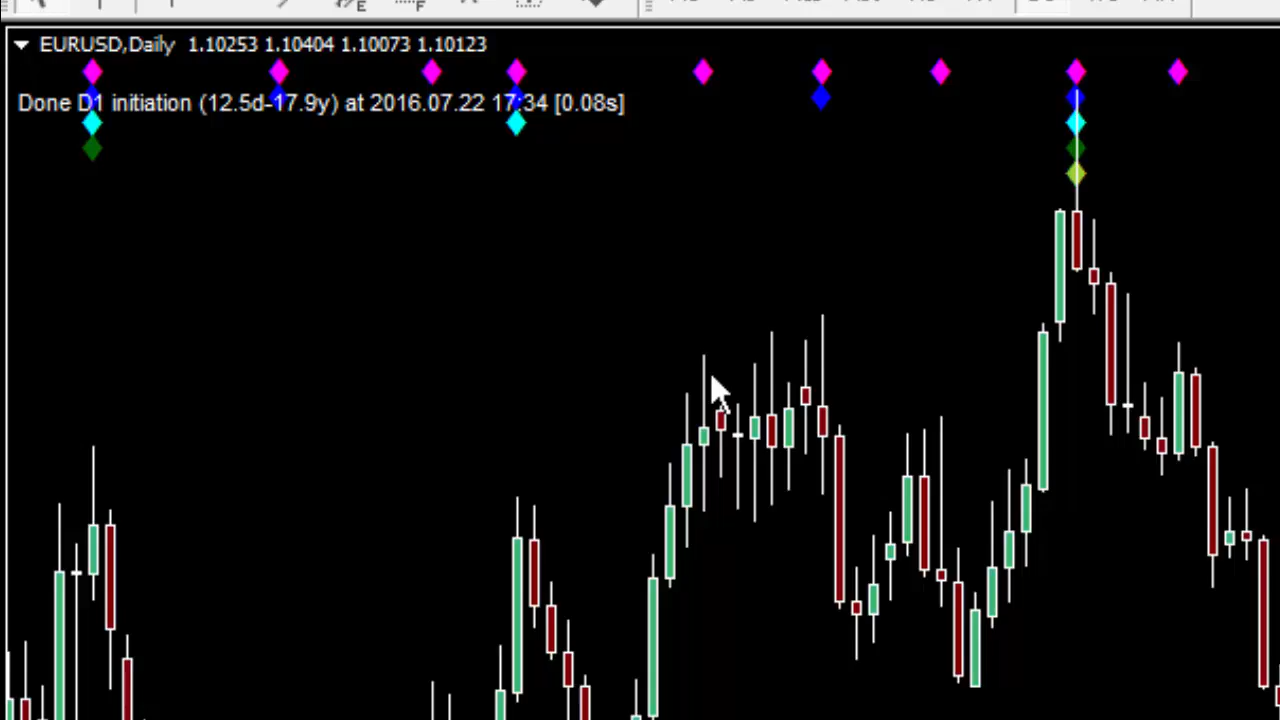 EURUSD,Daily 1.10253 1.10404 1.10073 1.10123
Done D1 initiation (12.5d-17.9y) at 2016.07.22 17:34 [0.08s]